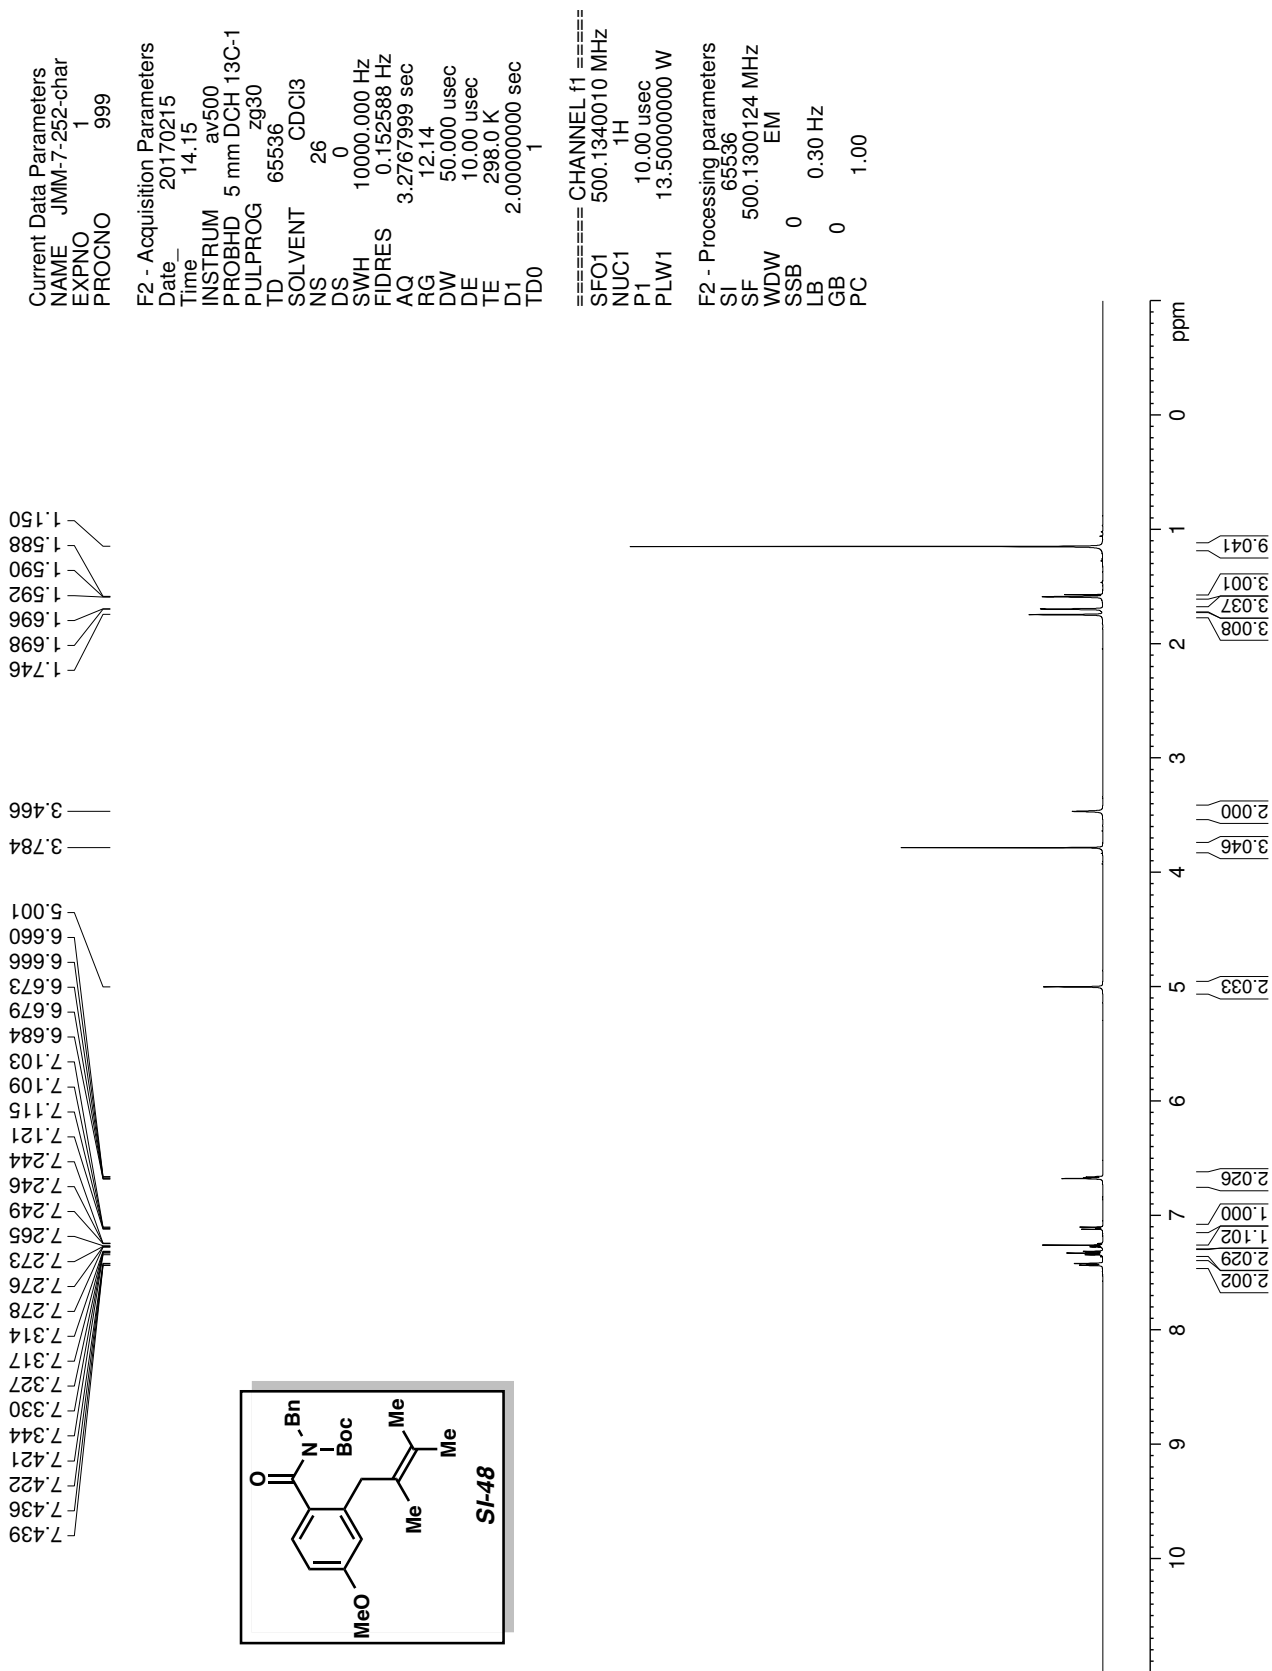 Current Data Parameters
NAME JMM-7-252-char
EXPNO 1
PROCNO 999
F2 - Acquisition Parameters
Date_ 20170215
Time 14.15
INSTRUM av500
PROBHD 5 mm DCH 13C-1
PULPROG zg30
TD 65536
SOLVENT CDCl3
NS 26
DS 0
SWH 10000.000 Hz
FIDRES 0.152588 Hz
AQ 3.2767999 sec
RG 12.14
DW 50.000 usec
DE 10.00 usec
TE 298.0 K
D1 2.00000000 sec
TD0 1
======== CHANNEL f1 ========
SFO1 500.1340010 MHz
NUC1 1H
P1 10.00 usec
PLW1 13.50000000 W
F2 - Processing parameters
SI 65536
SF 500.1300124 MHz
WDW EM
SSB 0
LB 0.30 Hz
GB 0
PC 1.00
7.439
7.436
7.422
7.421
7.344
7.330
7.327
7.317
7.314
7.278
7.276
7.273
7.265
7.249
7.246
7.244
7.121
7.115
7.109
7.103
6.684
6.679
6.673
6.666
6.660
5.001
3.784
3.466
1.746
1.698
1.696
1.592
1.590
1.588
1.150
O
N
Bn
Boc
MeO
Me
Me
Me
SI-48
10 9 8 7 6 5 4 3 2 1 0 ppm
2.002
2.029
1.102
1.000
2.026
2.033
3.046
2.000
3.008
3.037
3.001
9.041